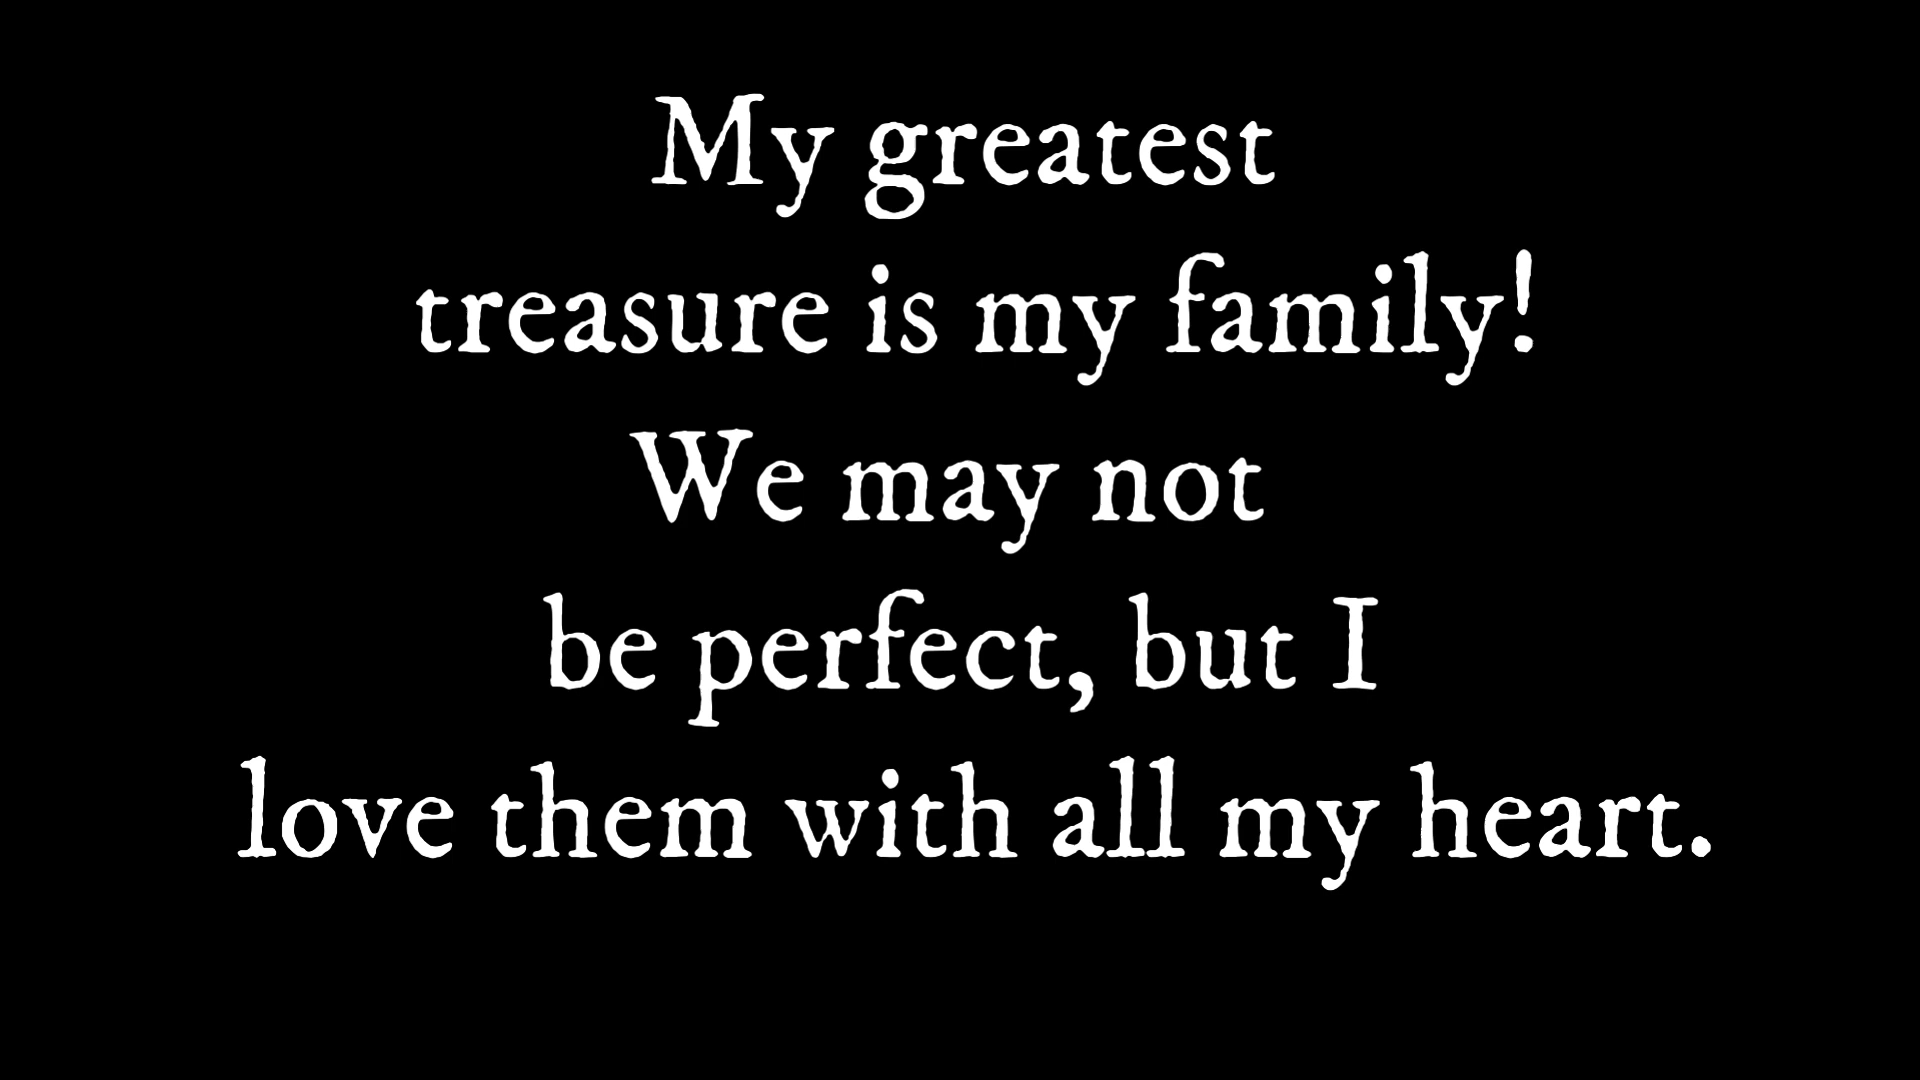 My greatest
treasure is my family!
We may not
be perfect, but I
love them with all my heart.